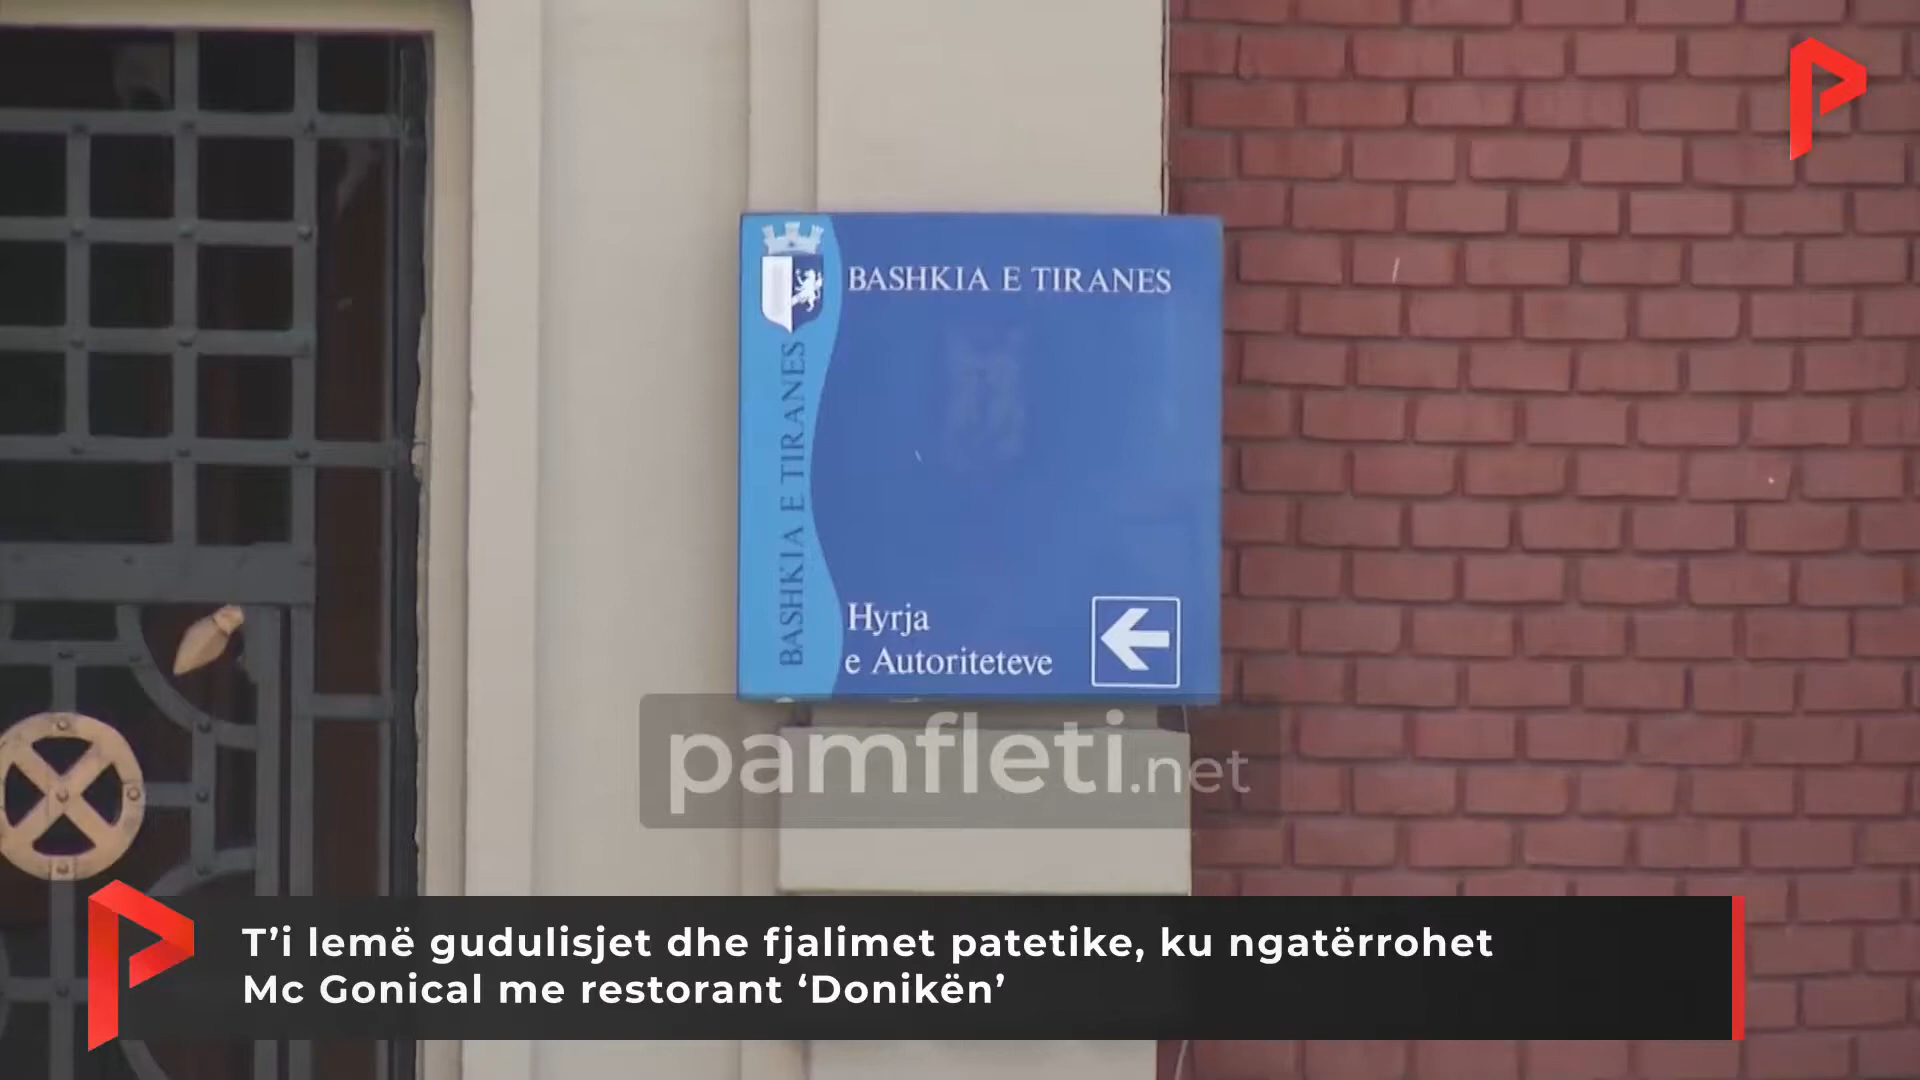 BASHKIA E TIRANES
BASHKIA E TIRANES
Hyrja
e Autoriteteve
pamfleti.net
T’i lemë gudulisjet dhe fjalimet patetike, ku ngatërrohet
Mc Gonical me restorant ‘Donikën’